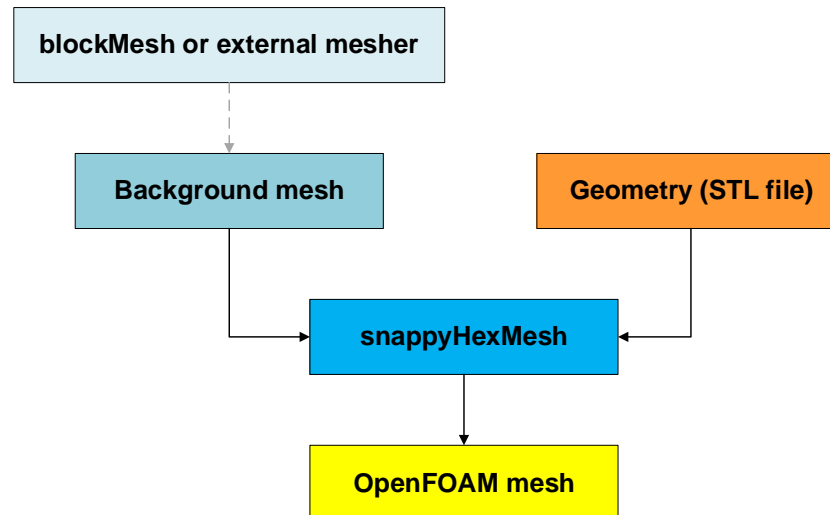 blockMesh or external mesher
Background mesh
Geometry (STL file)
snappyHexMesh
OpenFOAM mesh